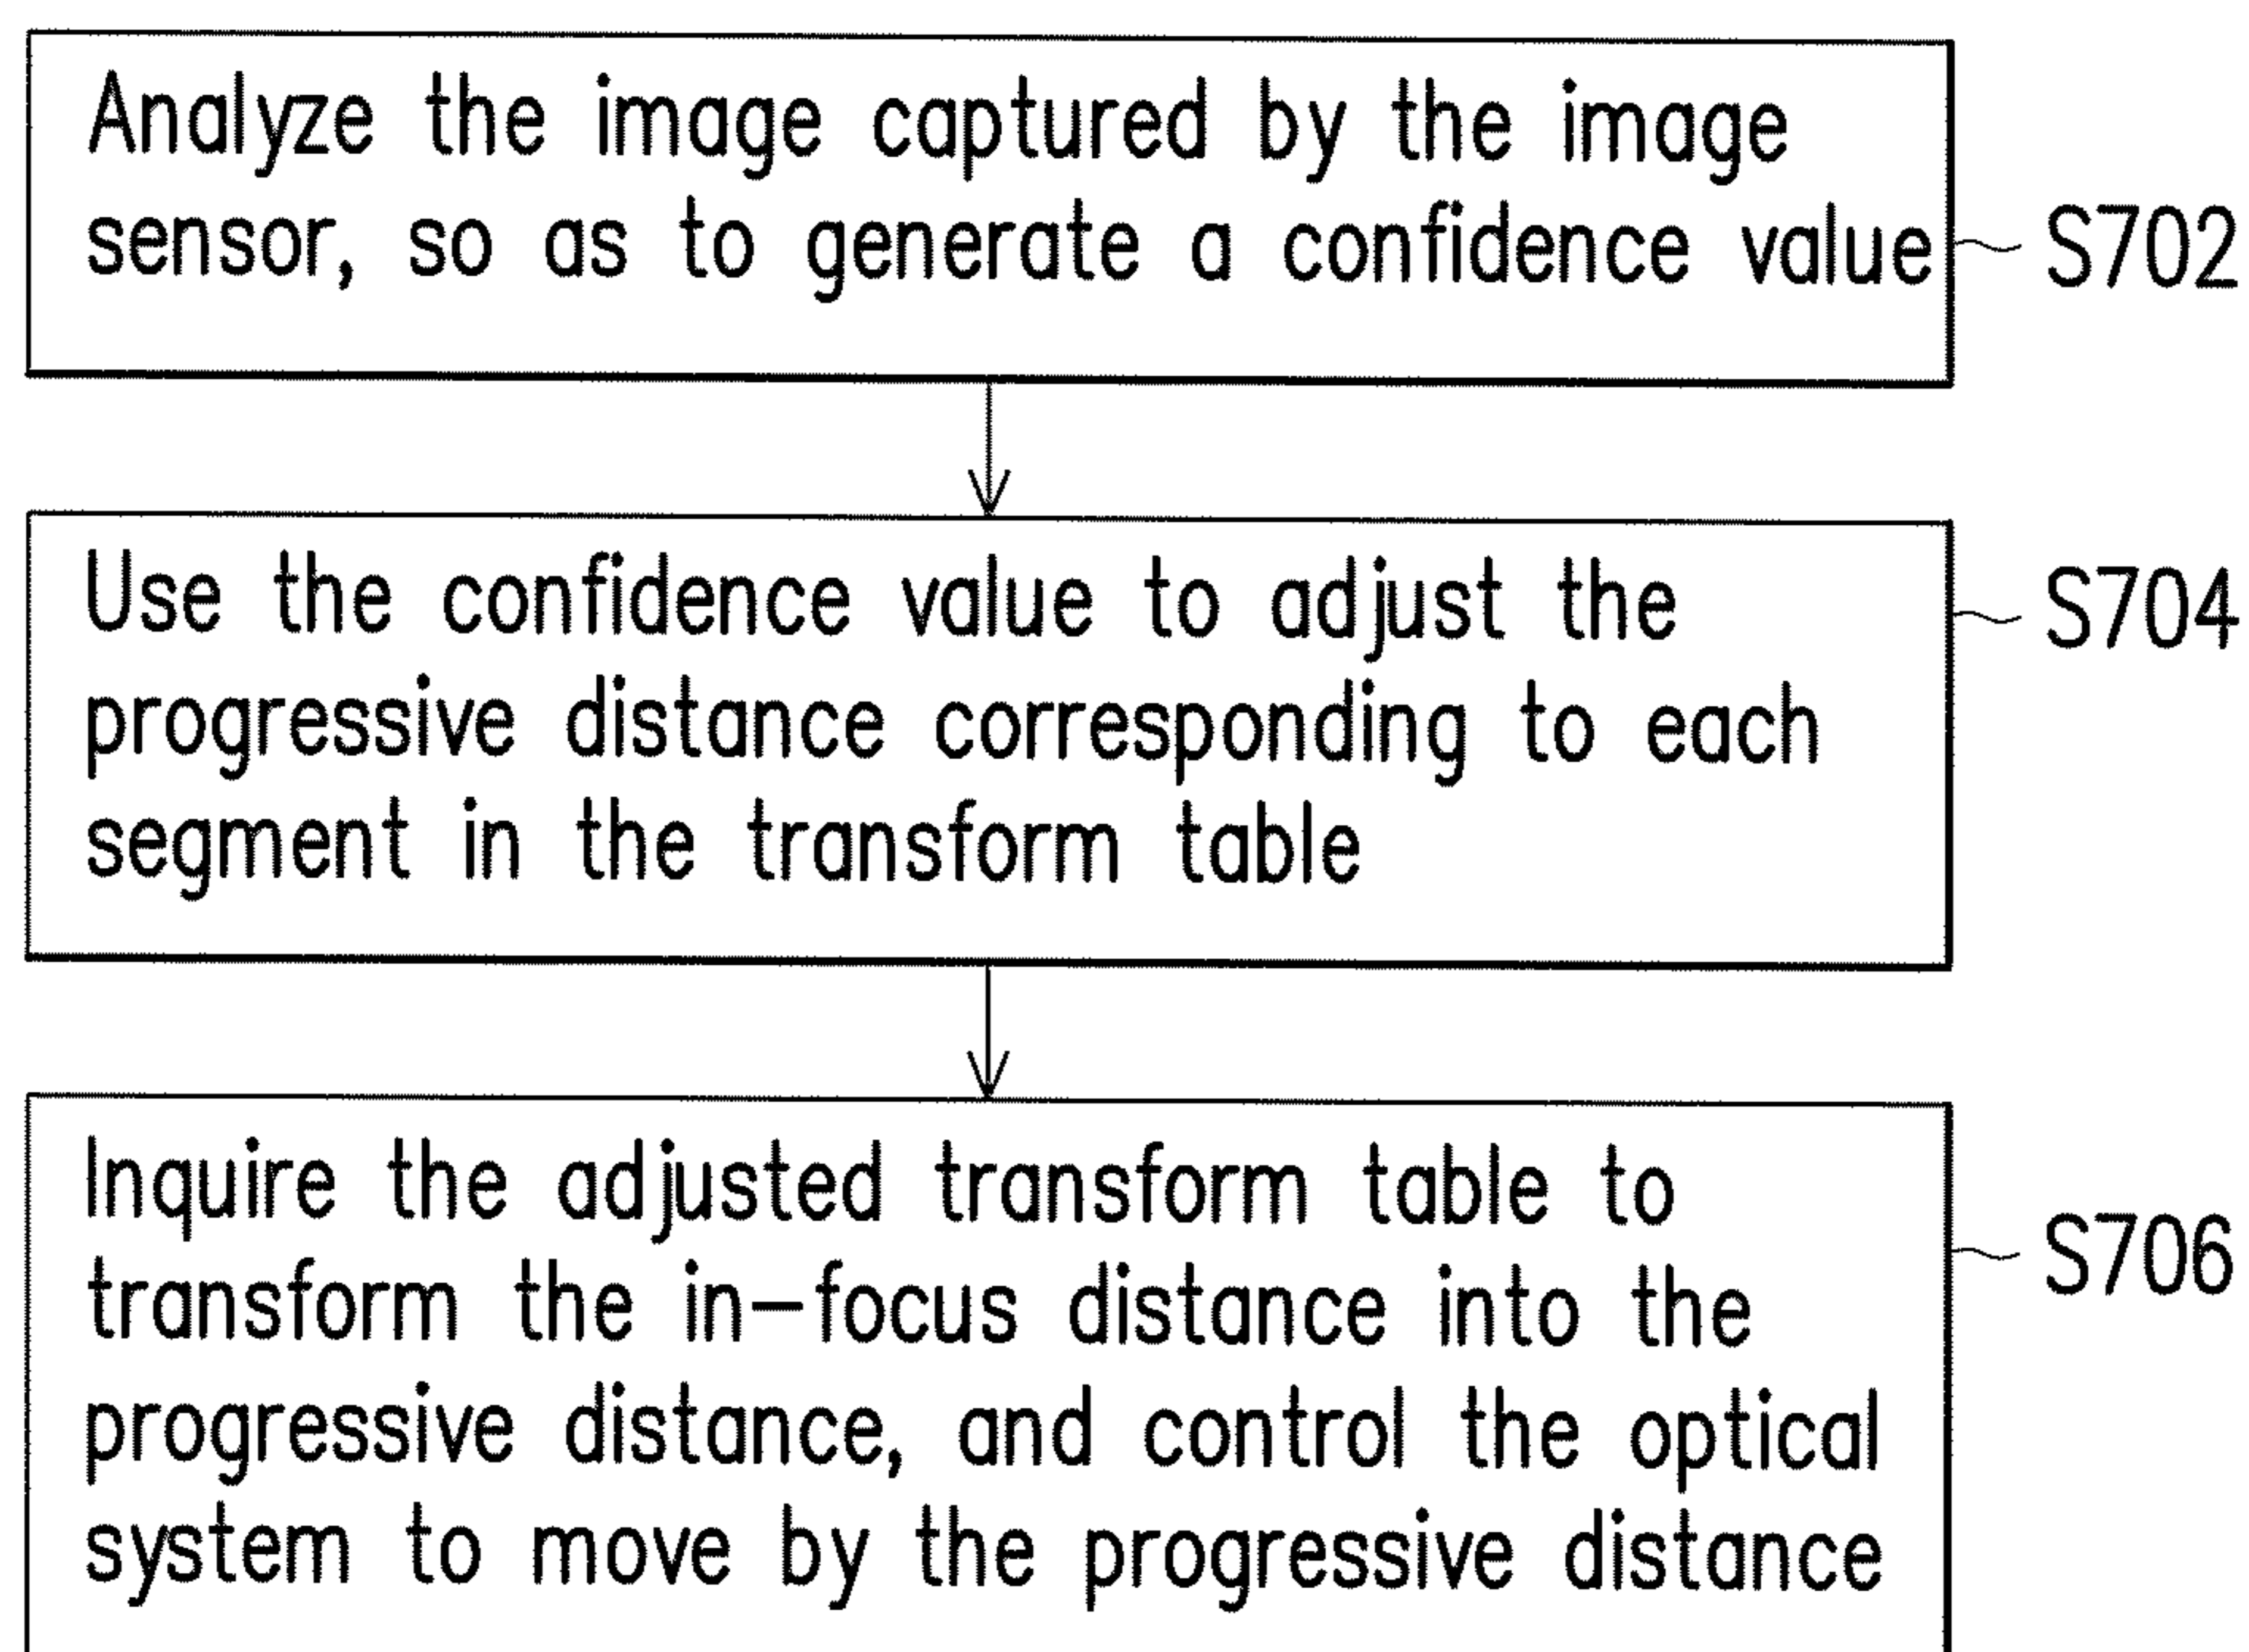 Analyze the image captured by the image
sensor, so as to generate a confidence value
S702
Use the confidence value to adjust the
progressive distance corresponding to each
segment in the transform table
S704
Inquire the adjusted transform table to
transform the in-focus distance into the
progressive distance, and control the optical
system to move by the progressive distance
S706